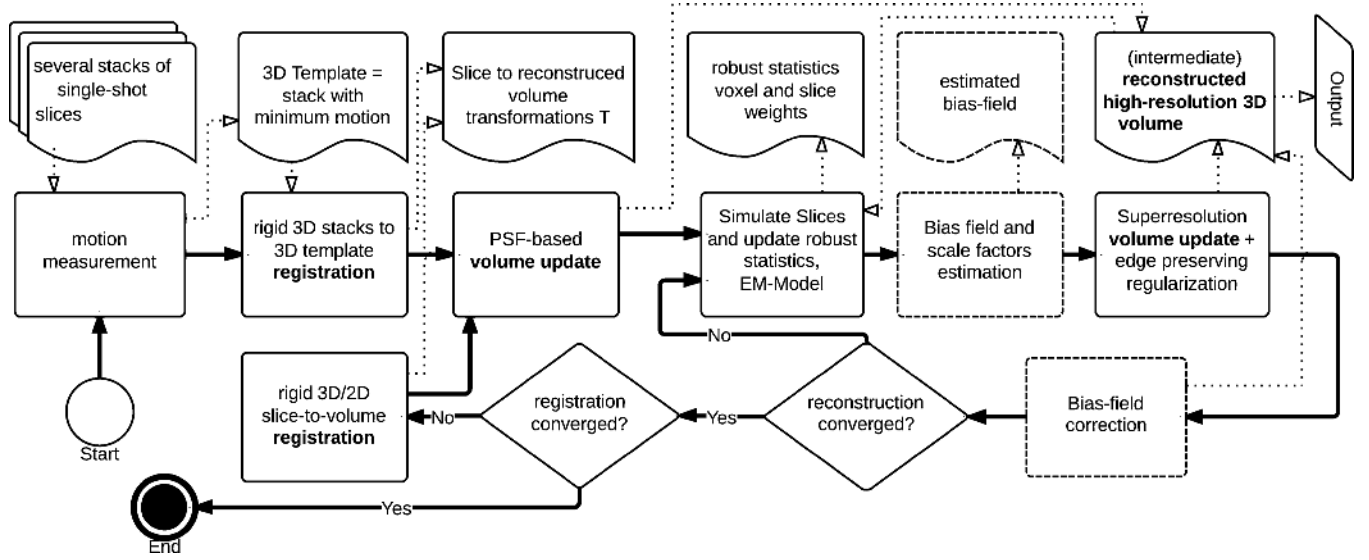 several stacks of
single-shot
slices
3D Template =
stack with
minimum motion
Slice to reconstruced
volume
transformations T
robust statistics
voxel and slice
weights
estimated
bias-field
(intermediate)
reconstructed
high-resolution 3D
volume
Output
motion
measurement
rigid 3D stacks to
3D template
registration
PSF-based
volume update
Simulate Slices
and update robust
statistics,
EM-Model
Bias field and
scale factors
estimation
Superresolution
volume update +
edge preserving
regularization
No
Start
rigid 3D/2D
slice-to-volume
registration
No
registration
converged?
Yes
reconstruction
converged?
Bias-field
correction
Yes
End